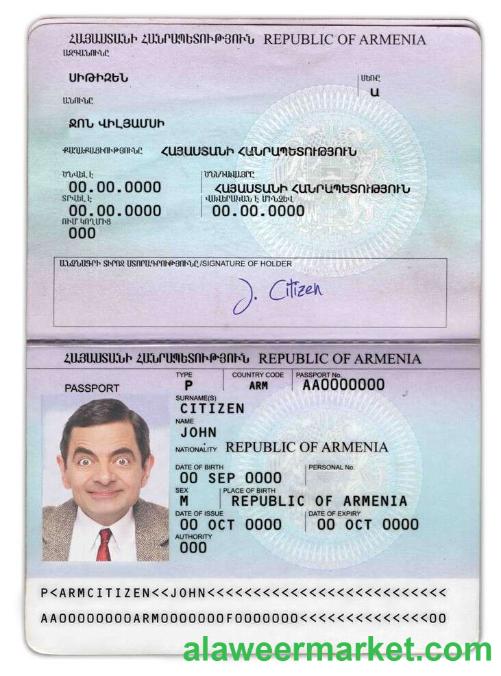 ՀԱՅԱՍՏԱՆԻ ՀԱՆՐԱՊԵՏՈՒԹՅՈՒՆ REPUBLIC OF ARMENIA
ԱԶԳԱՆՈՒՆԸ
ՍԻԹԻԶԵՆ
ՍԵՌԸ
Ա
ԱՆՈՒՆԸ
ՋՈՆ ՎԻԼՅԱՄՍԻ
ՔԱՂԱՔԱՑԻՈՒԹՅՈՒՆԸ ՀԱՅԱՍՏԱՆԻ ՀԱՆՐԱՊԵՏՈՒԹՅՈՒՆ
ԾՆՎԵԼ Է ԾՆՆԴԱՎԱՅՐԸ
00.00.0000 ՀԱՅԱՍՏԱՆԻ ՀԱՆՐԱՊԵՏՈՒԹՅՈՒՆ
ՏՐՎԵԼ Է ՎԱՎԵՐԱԿԱՆ Է ՄԻՆՉԵՎ
00.00.0000 00.00.0000
ՈՒՄ ԿՈՂՄԻՑ
000
ԱՆՁՆԱԳՐԻ ՏԻՐՈՋ ՍՏՈՐԱԳՐՈՒԹՅՈՒՆԸ/SIGNATURE OF HOLDER
J. Citizen
ՀԱՅԱՍՏԱՆԻ ՀԱՆՐԱՊԵՏՈՒԹՅՈՒՆ REPUBLIC OF ARMENIA
PASSPORT
TYPE COUNTRY CODE PASSPORT No.
P ARM AA0000000
SURNAME(S)
CITIZEN
NAME
JOHN
NATIONALITY REPUBLIC OF ARMENIA
DATE OF BIRTH PERSONAL No.
00 SEP 0000
SEX PLACE OF BIRTH
M REPUBLIC OF ARMENIA
DATE OF ISSUE DATE OF EXPIRY
00 OCT 0000 00 OCT 0000
AUTHORITY
000
P<ARMCITIZEN<<JOHN<<<<<<<<<<<<<<<<<<<<<<<<<<
AA00000000ARM0000000F0000000<<<<<<<<<<<<<<00
alaweermarket.com